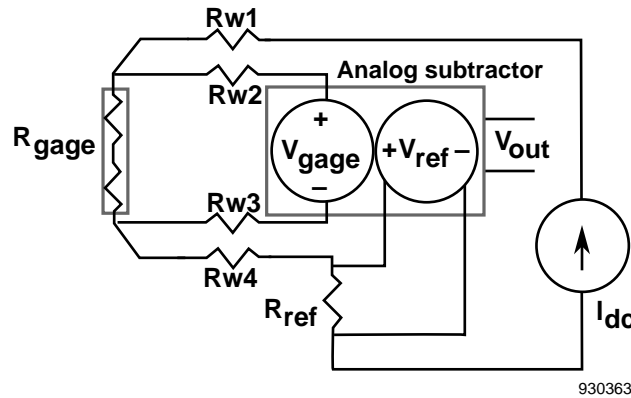 Rw1
Rw2
Analog subtractor
Rgage
+
Vgage
–
+Vref –
Vout
Rw3
Rw4
Rref
Idc
930363